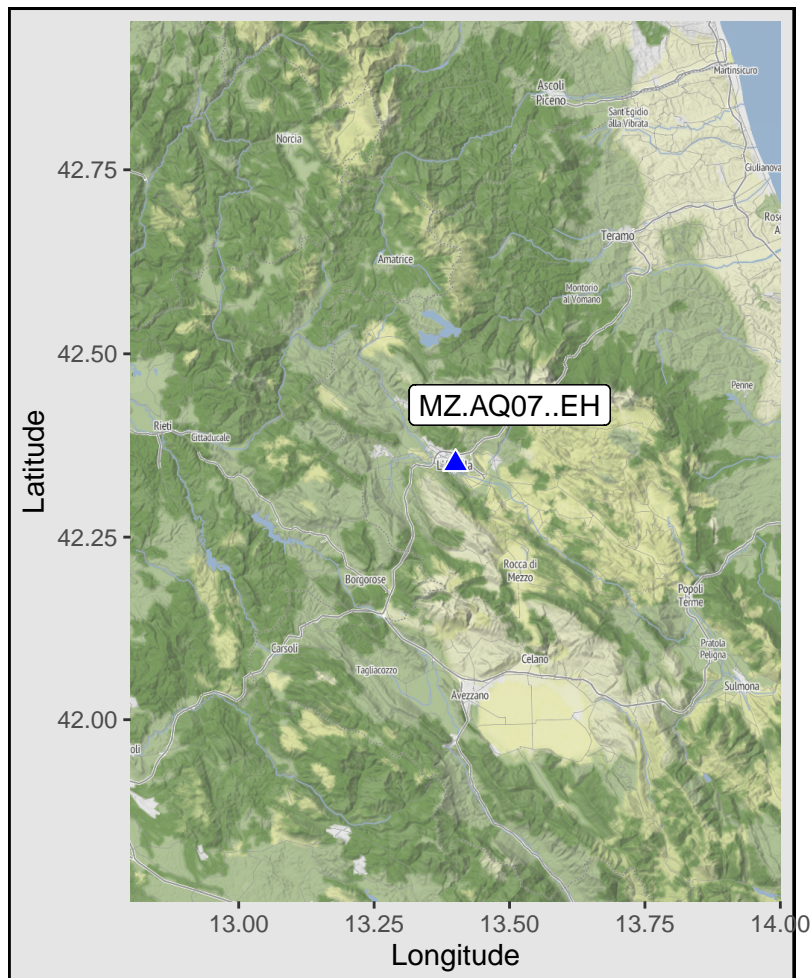 Martinsicuro
Ascoli
Piceno
Sant Egidio
alla Vibrata
Norcia
42.75
Giulianova
Teramo
Amatrice
Montorio
al Vomano
42.50
Penne
MZ.AQ07..EH
Rieti
Cittaducale
Latitude
42.25
Rocca di
Mezzo
Borgorose
Popoli
Terme
Pratola
Peligna
Carsoli
Celano
Tagliacozzo
Sulmona
Avezzano
42.00
oli
13.00
13.25
13.50
13.75
14.00
Longitude